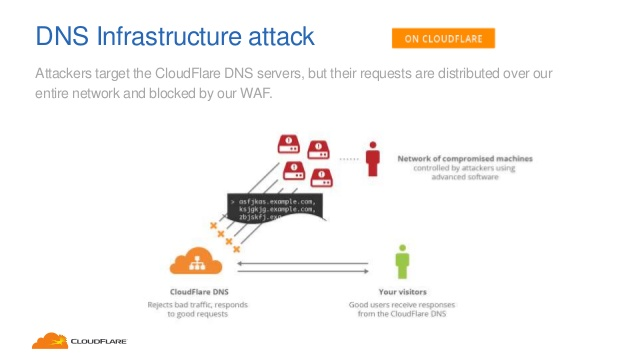 DNS Infrastructure attack
ON CLOUDFLARE
Attackers target the CloudFlare DNS servers, but their requests are distributed over our
entire network and blocked by our WAF.
Network of compromised machines
controlled by attackers using
advanced software
> asfjkas.example.com,
ksjgkjg.example.com,
zbjskfj.exa
CloudFlare DNS
Rejects bad traffic, responds
to good requests
Your visitors
Good users receive responses
from the CloudFlare DNS
CLOUDFLARE